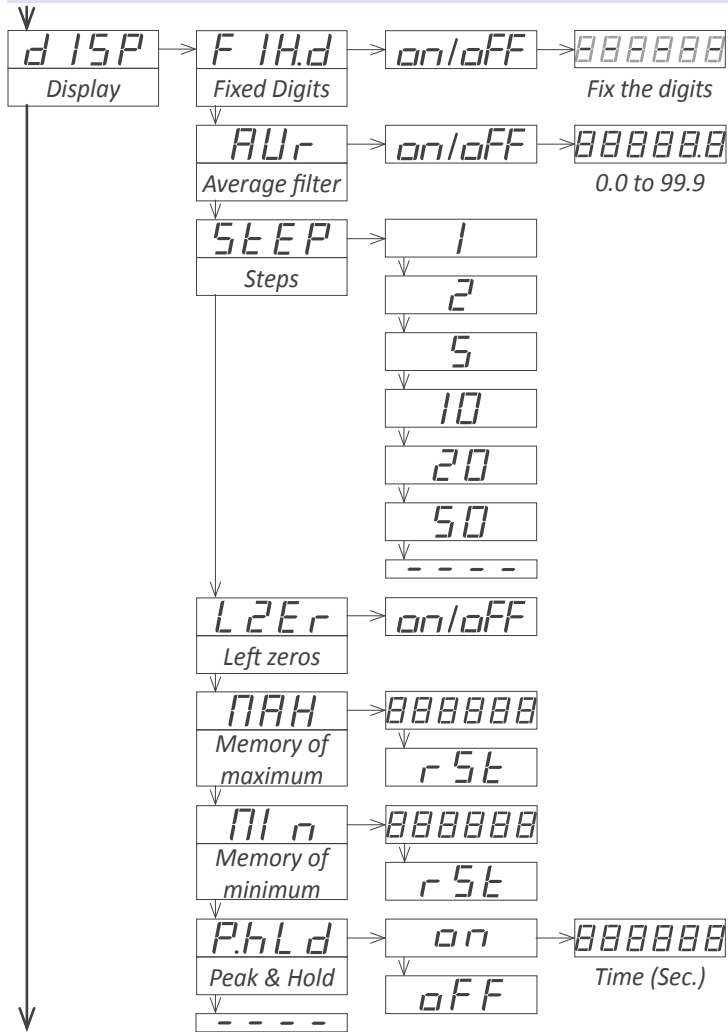 dISP
Display
FIH.d
Fixed Digits
on/oFF
888888
Fix the digits
AUr
Average filter
on/oFF
88888.8
0.0 to 99.9
StEP
Steps
1
2
5
10
20
50
----
LZEr
Left zeros
on/oFF
MAH
Memory of
maximum
888888
rSt
MIn
Memory of
minimum
888888
rSt
P.hLd
Peak & Hold
on
oFF
888888
Time (Sec.)
----